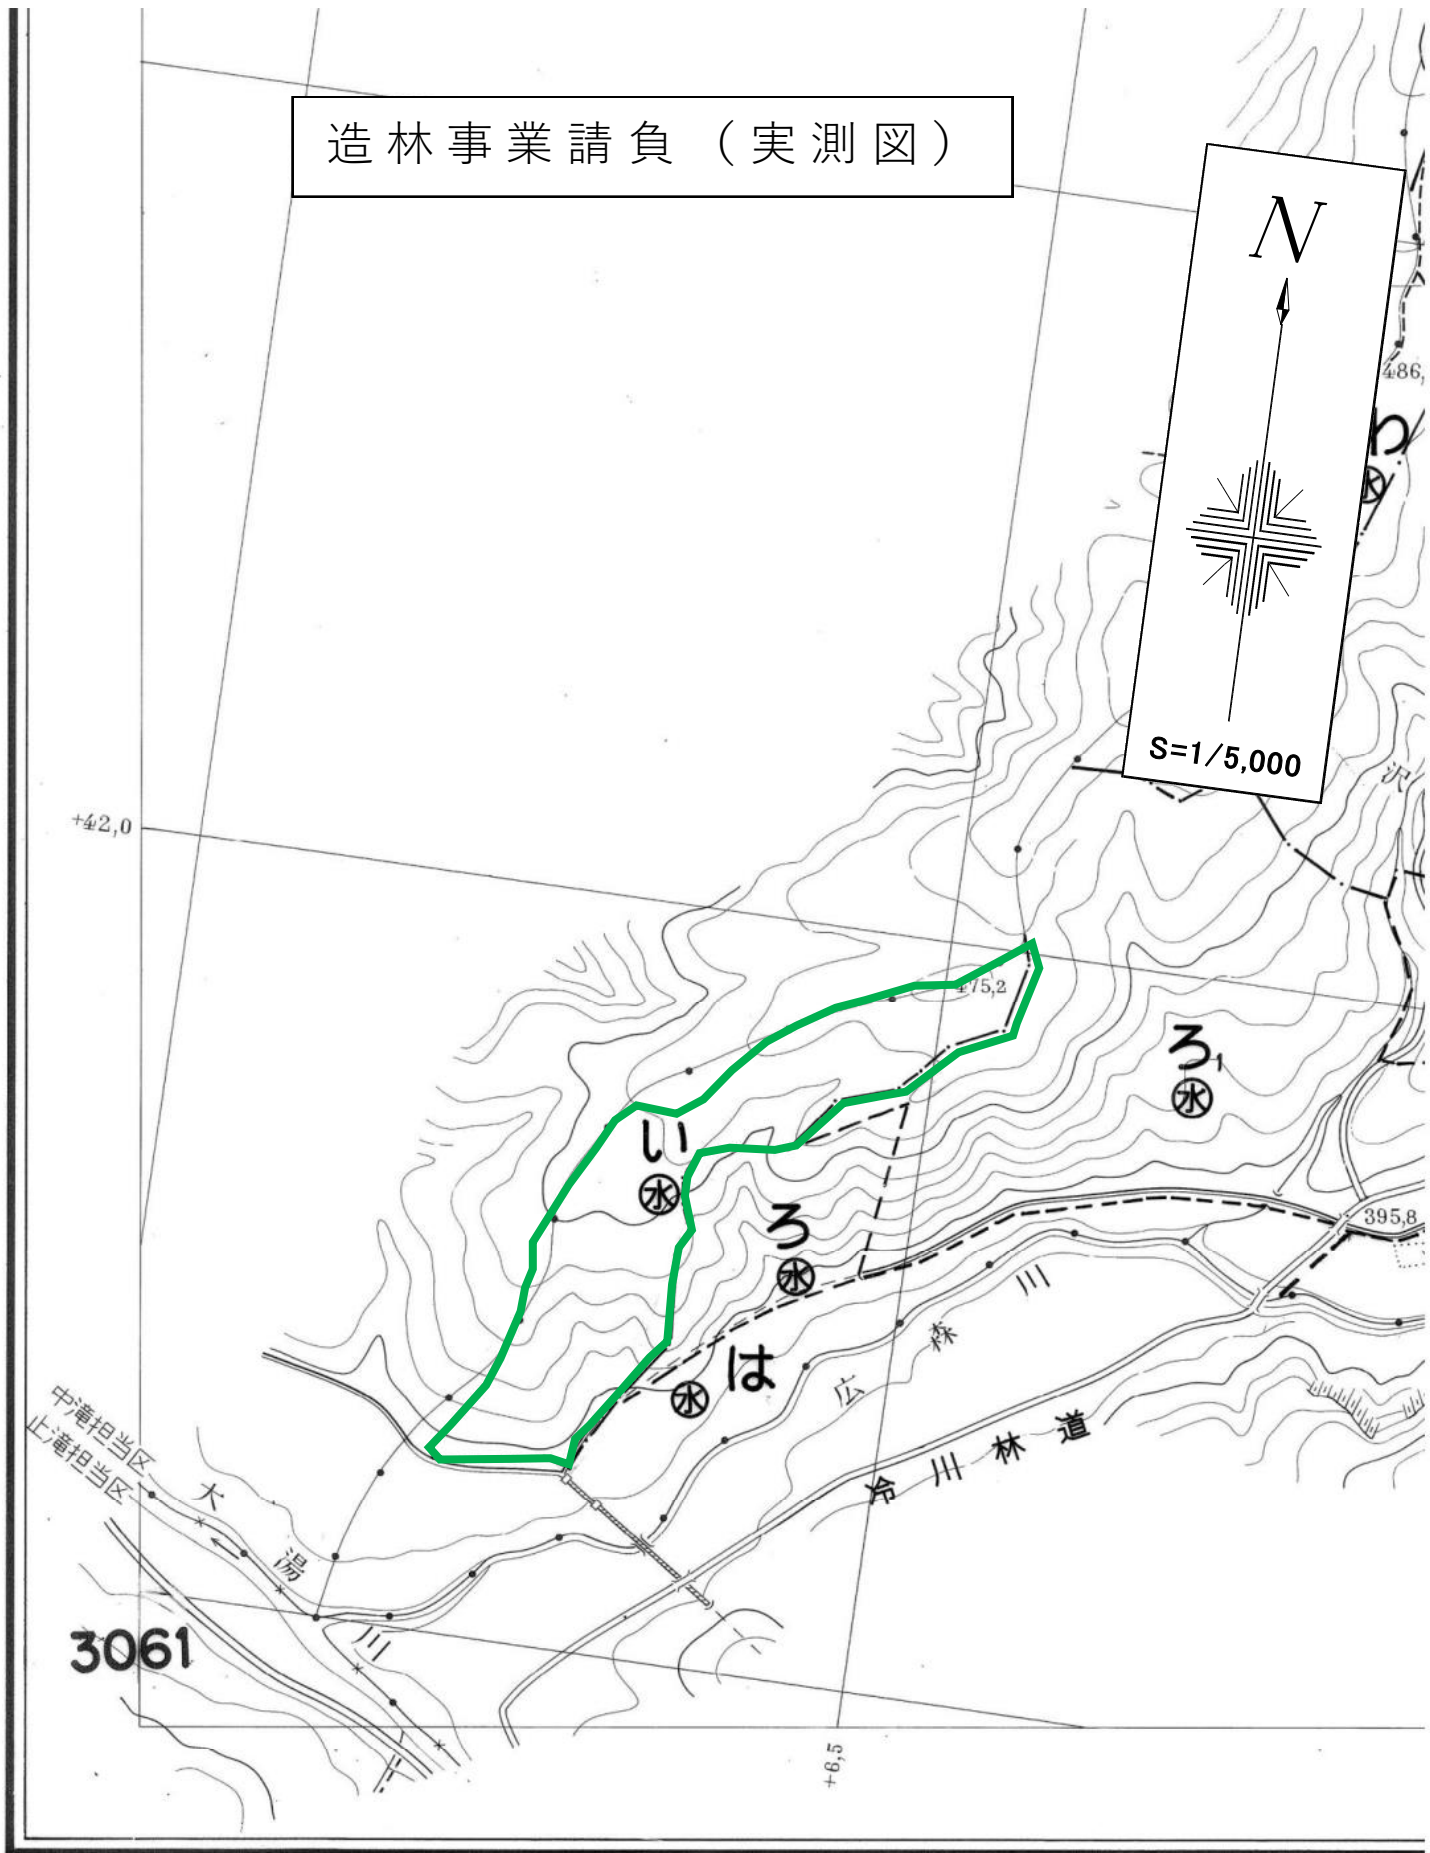 造林事業請負（実測図）
N
S=1/5,000
486,
わ
水
沢
+42,0
475,2
ろ1
水
い
水
ろ
水
395,8
は
水
広森川
冷川林道
中滝担当区
止滝担当区
大湯川
3061
+6,5